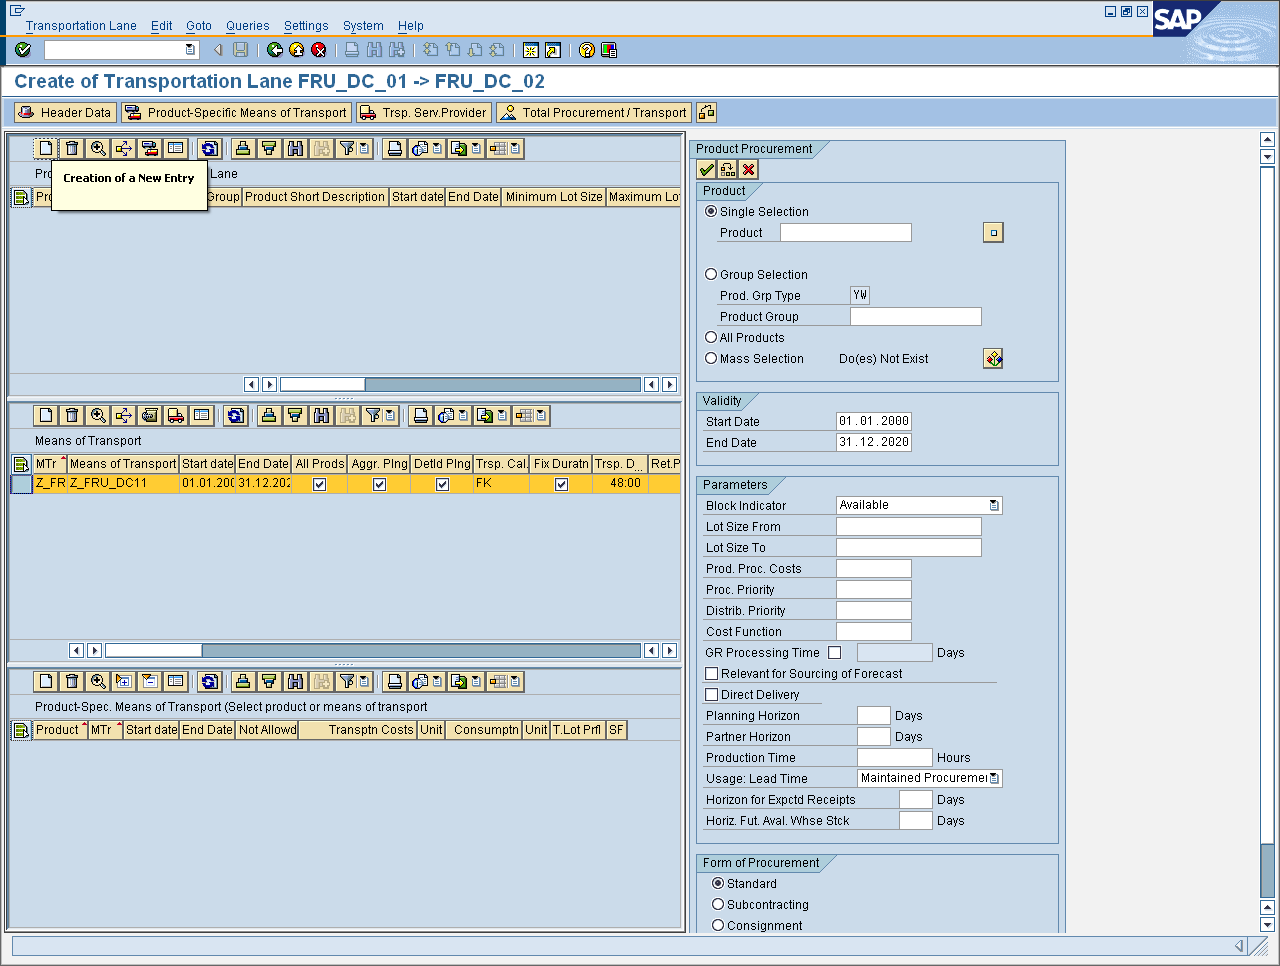 Transportation Lane Edit Goto Queries Settings System Help
SAP
Create of Transportation Lane FRU_DC_01 -> FRU_DC_02
Header Data Product-Specific Means of Transport Trsp. Serv.Provider Total Procurement / Transport
Creation of a New Entry
Lane
Group Product Short Description Start date End Date Minimum Lot Size Maximum Lo
Means of Transport
MTr Means of Transport Start date End Date All Prods Aggr. Plng Detld Plng Trsp. Cal. Fix Duratn Trsp. D... Ret.P
Z_FR Z_FRU_DC11 01.01.200 31.12.202 FK 48:00
Product-Spec. Means of Transport (Select product or means of transport
Product MTr Start date End Date Not Allowd Transptn Costs Unit Consumptn Unit T.Lot Prfl SF
Product Procurement
Product
Single Selection
Product
Group Selection
Prod. Grp Type YW
Product Group
All Products
Mass Selection Do(es) Not Exist
Validity
Start Date 01.01.2000
End Date 31.12.2020
Parameters
Block Indicator Available
Lot Size From
Lot Size To
Prod. Proc. Costs
Proc. Priority
Distrib. Priority
Cost Function
GR Processing Time Days
Relevant for Sourcing of Forecast
Direct Delivery
Planning Horizon Days
Partner Horizon Days
Production Time Hours
Usage: Lead Time Maintained Procuremer
Horizon for Expctd Receipts Days
Horiz. Fut. Aval. Whse Stck Days
Form of Procurement
Standard
Subcontracting
Consignment